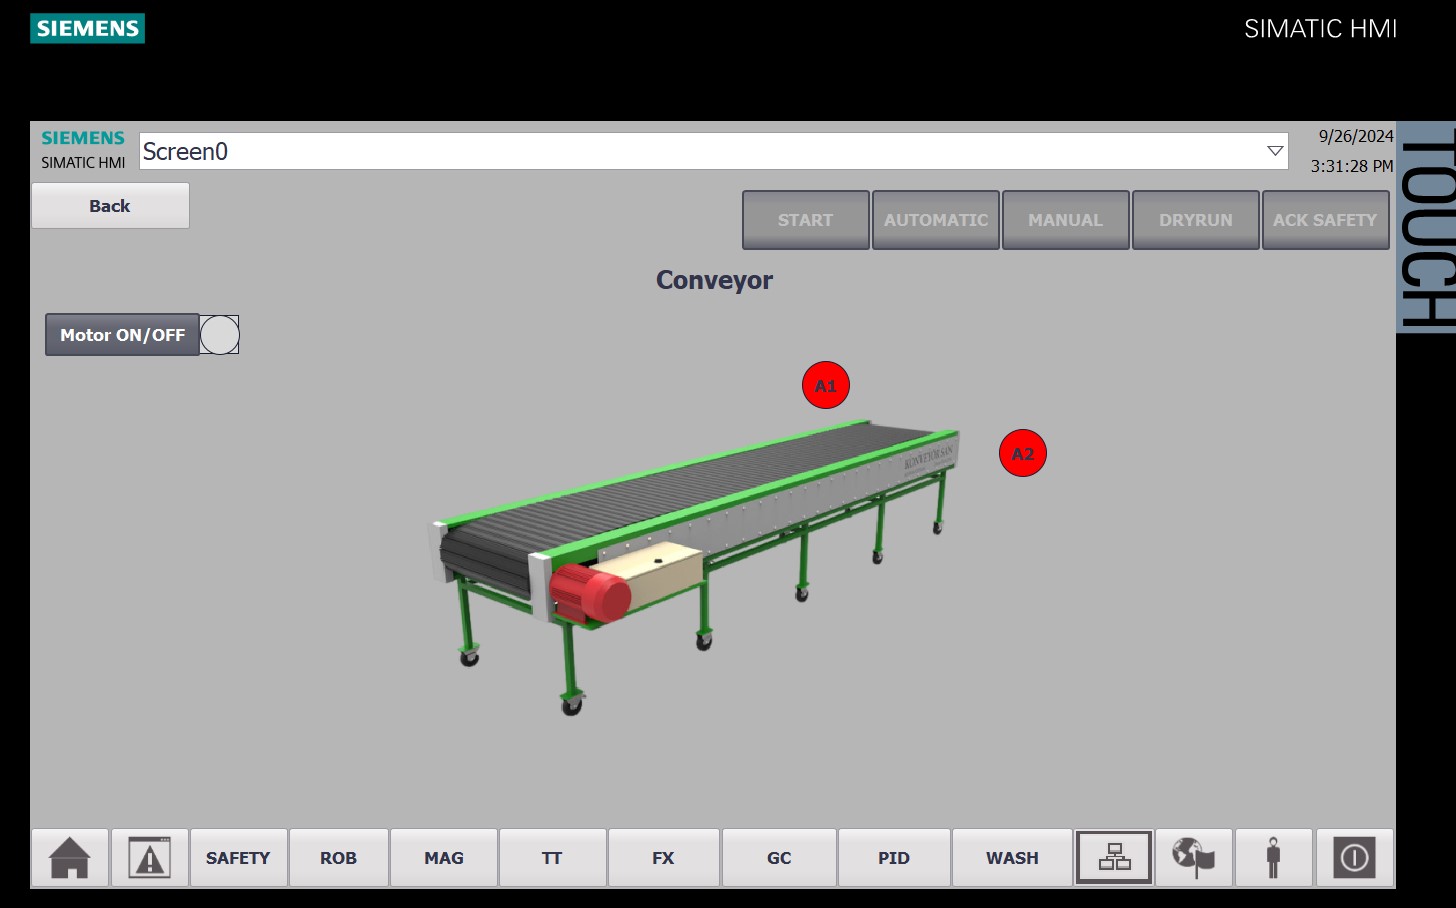 SIEMENS
SIMATIC HMI
SIEMENS
SIMATIC HMI
Screen0
9/26/2024
3:31:28 PM
TOUCH
Back
START
AUTOMATIC
MANUAL
DRYRUN
ACK SAFETY
Conveyor
Motor ON/OFF
A1
A2
KONVEYORSAN
SAFETY
ROB
MAG
TT
FX
GC
PID
WASH